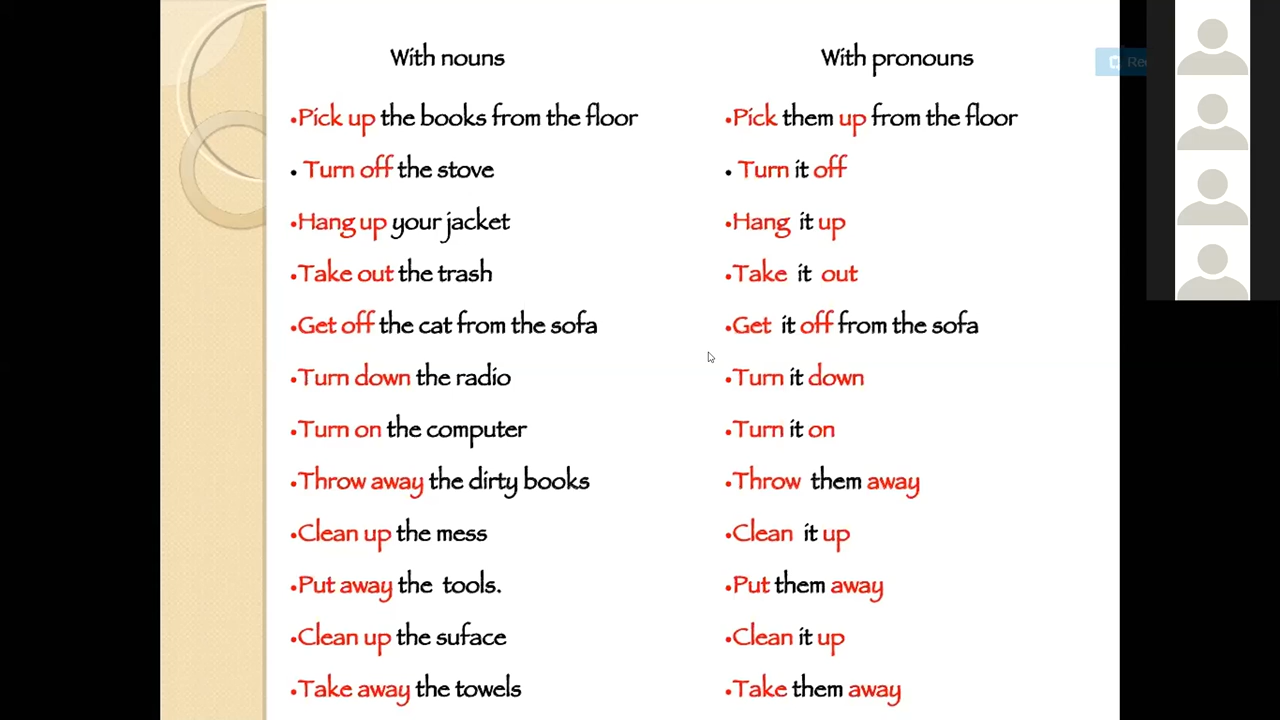 With nouns
With pronouns
•Pick up the books from the floor
•Pick them up from the floor
• Turn off the stove
• Turn it off
•Hang up your jacket
•Hang it up
•Take out the trash
•Take it out
•Get off the cat from the sofa
•Get it off from the sofa
•Turn down the radio
•Turn it down
•Turn on the computer
•Turn it on
•Throw away the dirty books
•Throw them away
•Clean up the mess
•Clean it up
•Put away the tools.
•Put them away
•Clean up the suface
•Clean it up
•Take away the towels
•Take them away